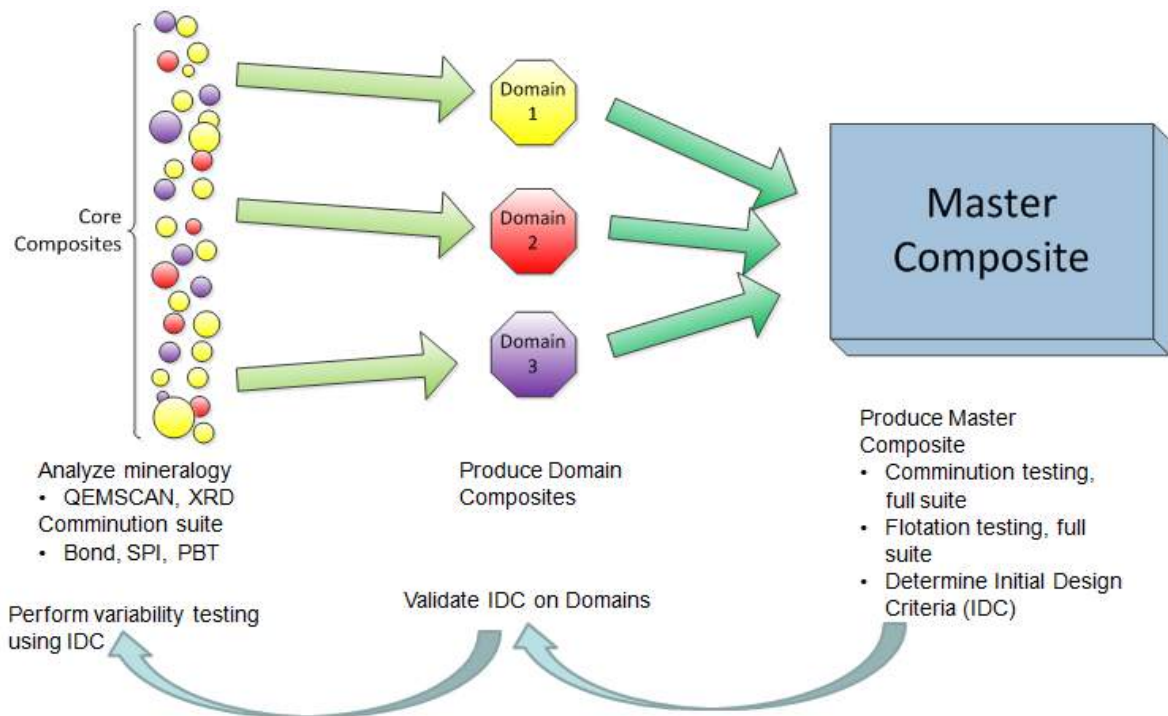 Core
Composites
Domain
1
Domain
2
Domain
3
Master
Composite
Analyze mineralogy
• QEMSCAN, XRD
Comminution suite
• Bond, SPI, PBT
Produce Domain
Composites
Produce Master
Composite
• Comminution testing,
full suite
• Flotation testing, full
suite
• Determine Initial Design
Criteria (IDC)
Validate IDC on Domains
Perform variability testing
using IDC